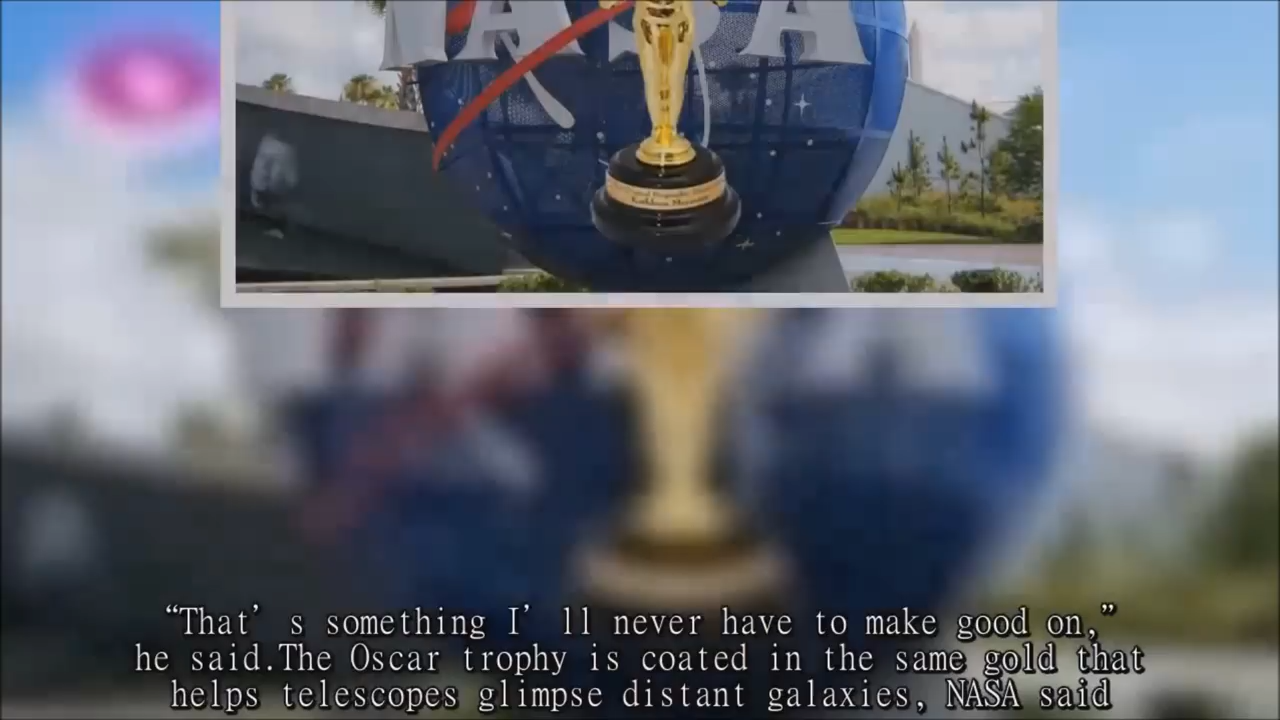 NASA
“That’s something I’ll never have to make good on,”
he said.The Oscar trophy is coated in the same gold that
helps telescopes glimpse distant galaxies, NASA said